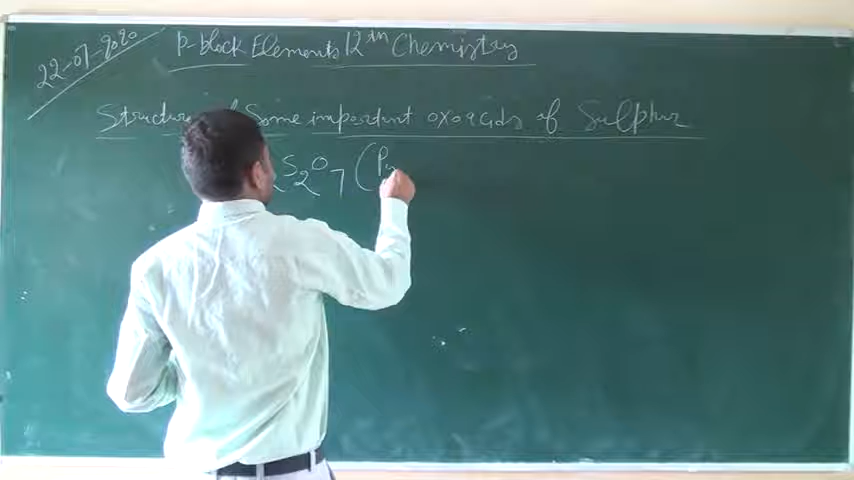 22-07-2020
p-block Elements 12th Chemistry
Some important oxoacids of Sulphur
S2O7 (P